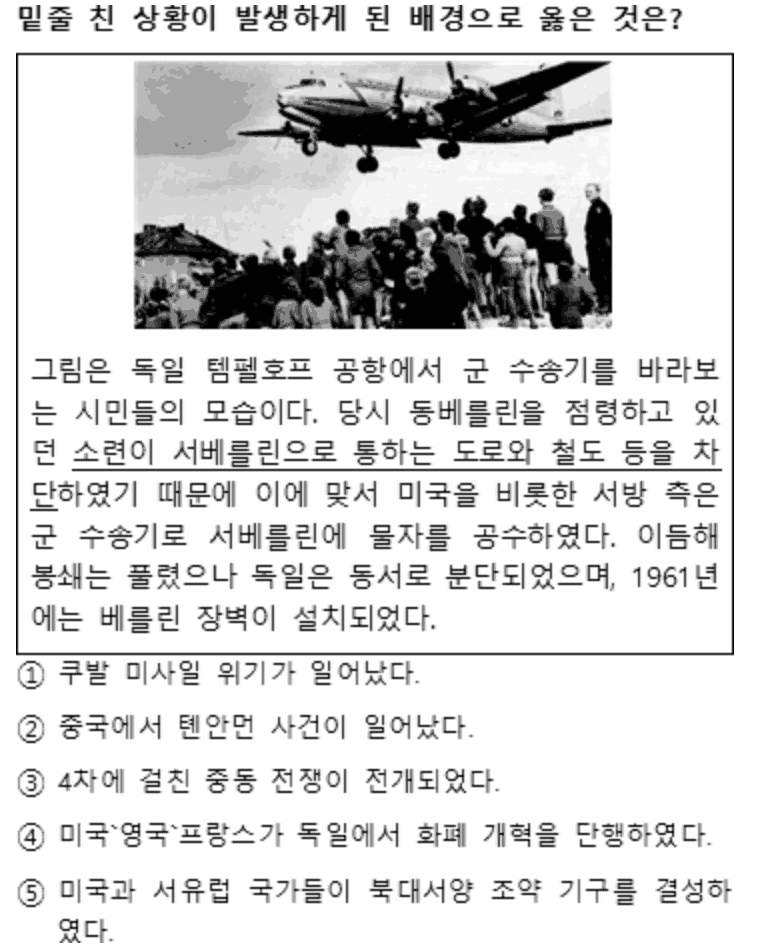 밑줄 친 상황이 발생하게 된 배경으로 옳은 것은?
그림은 독일 템펠호프 공항에서 군 수송기를 바라보
는 시민들의 모습이다. 당시 동베를린을 점령하고 있
던 소련이 서베를린으로 통하는 도로와 철도 등을 차
단하였기 때문에 이에 맞서 미국을 비롯한 서방 측은
군 수송기로 서베를린에 물자를 공수하였다. 이듬해
봉쇄는 풀렸으나 독일은 동서로 분단되었으며, 1961년
에는 베를린 장벽이 설치되었다.
① 쿠발 미사일 위기가 일어났다.
② 중국에서 톈안먼 사건이 일어났다.
③ 4차에 걸친 중동 전쟁이 전개되었다.
④ 미국`영국`프랑스가 독일에서 화폐 개혁을 단행하였다.
⑤ 미국과 서유럽 국가들이 북대서양 조약 기구를 결성하
였다.